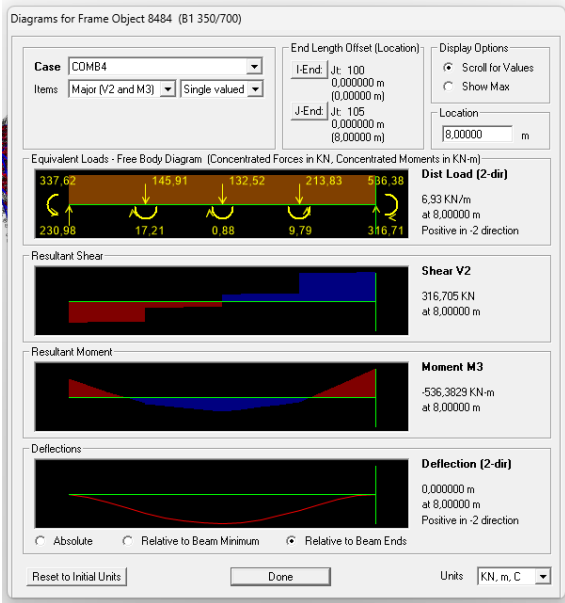 Diagrams for Frame Object 8484 (B1 350/700)
Case COMB4
Items Major (V2 and M3) Single valued
End Length Offset (Location)
I-End: Jt: 100
0,000000 m
(0,00000 m)
J-End: Jt: 105
0,000000 m
(8,00000 m)
Display Options
Scroll for Values
Show Max
Location
8,00000 m
Equivalent Loads - Free Body Diagram (Concentrated Forces in KN, Concentrated Moments in KN-m)
337,62 145,91 132,52 213,83 536,38
230,98 17,21 0,88 9,79 316,71
Dist Load (2-dir)
6,93 KN/m
at 8,00000 m
Positive in -2 direction
Resultant Shear
Shear V2
316,705 KN
at 8,00000 m
Resultant Moment
Moment M3
-536,3829 KN-m
at 8,00000 m
Deflections
Deflection (2-dir)
0,000000 m
at 8,00000 m
Positive in -2 direction
Absolute Relative to Beam Minimum Relative to Beam Ends
Reset to Initial Units Done Units KN, m, C